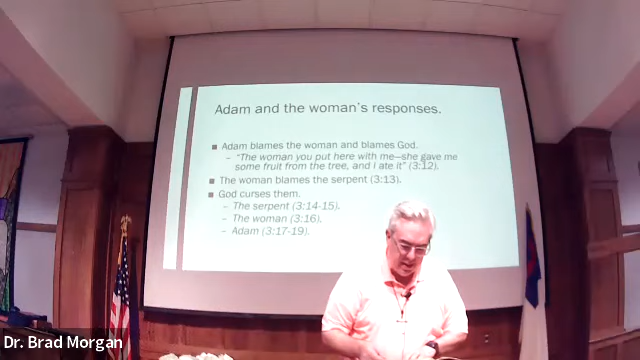 Adam and the woman's responses.
■ Adam blames the woman and blames God.
– "The woman you put here with me—she gave me
some fruit from the tree, and I ate it" (3:12).
■ The woman blames the serpent (3:13).
■ God curses them.
– The serpent (3:14-15).
– The woman (3:16).
– Adam (3:17-19).
Dr. Brad Morgan